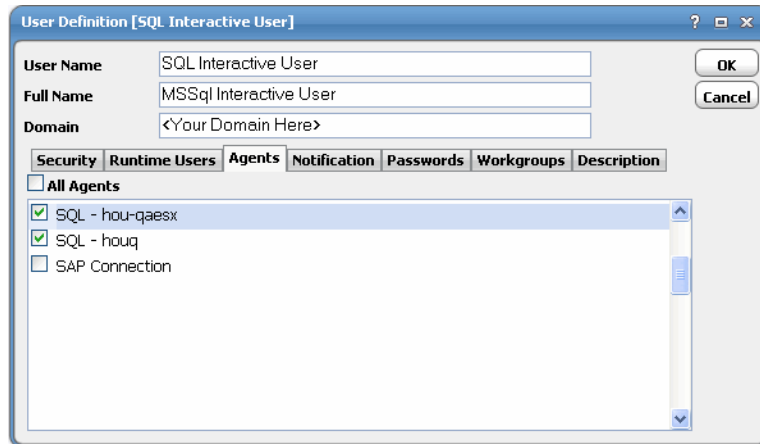 User Definition [SQL Interactive User] ?
User Name SQL Interactive User OK
Full Name MSSql Interactive User Cancel
Domain <Your Domain Here>
Security Runtime Users Agents Notification Passwords Workgroups Description
All Agents
SQL - hou-qaesx
SQL - houq
SAP Connection